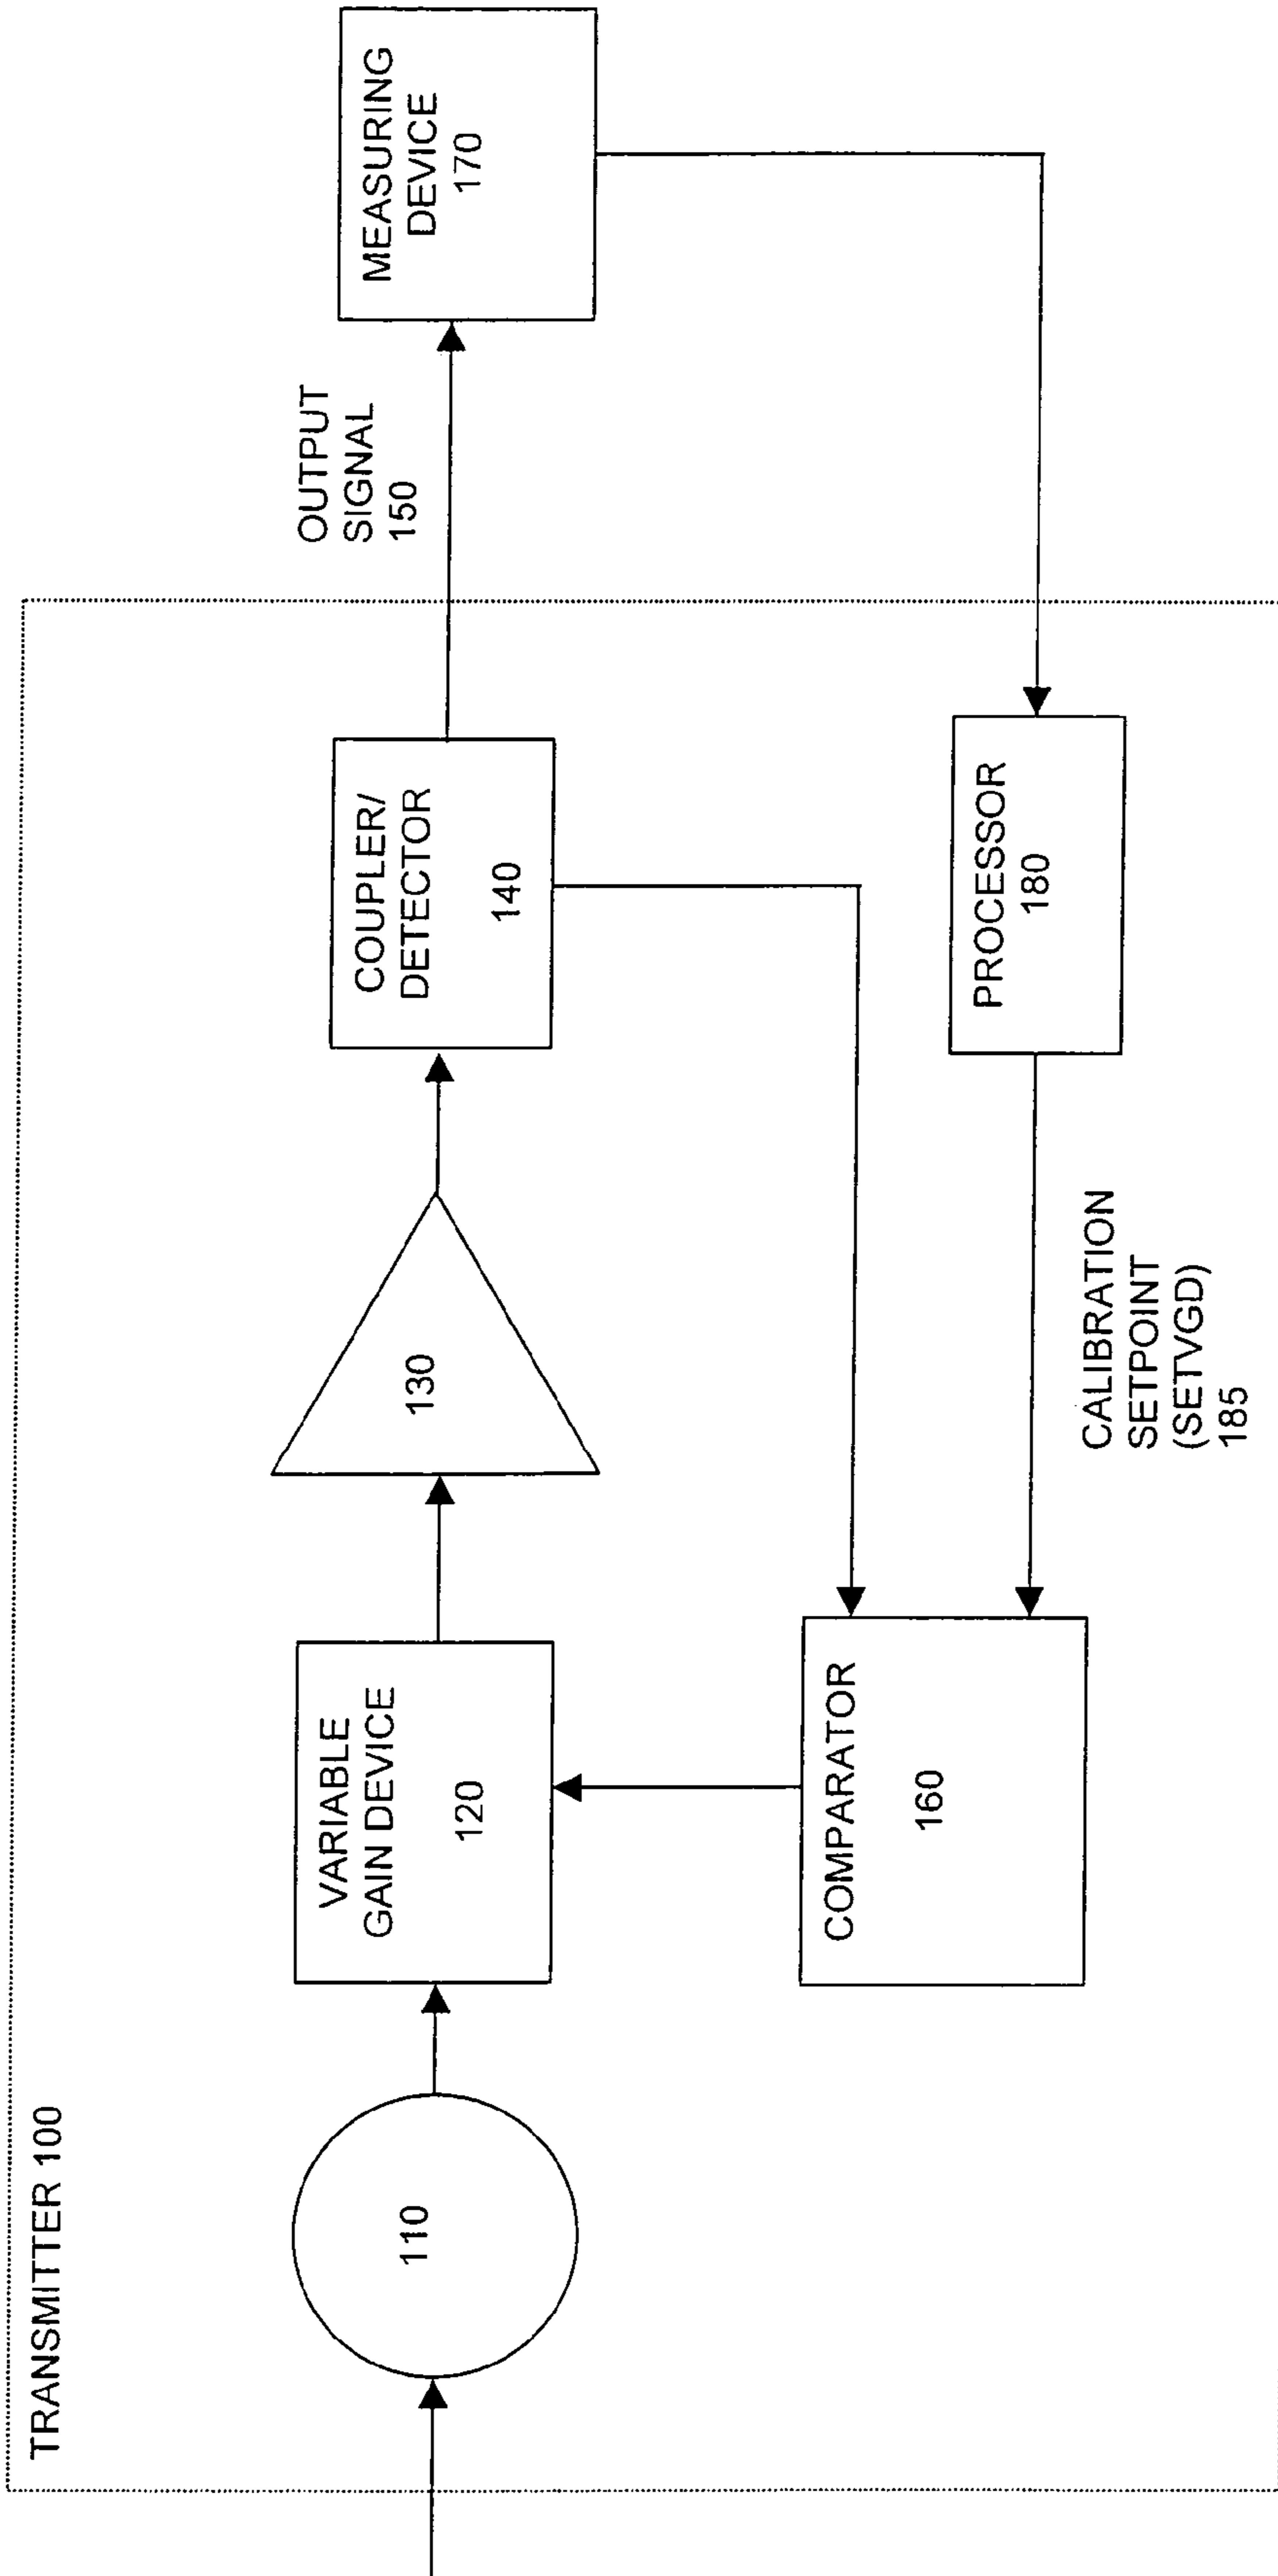 TRANSMITTER 100
110
VARIABLE
GAIN DEVICE
120
130
COUPLER/
DETECTOR
140
OUTPUT
SIGNAL
150
MEASURING
DEVICE
170
COMPARATOR
160
CALIBRATION
SETPOINT
(SETVGD)
185
PROCESSOR
180